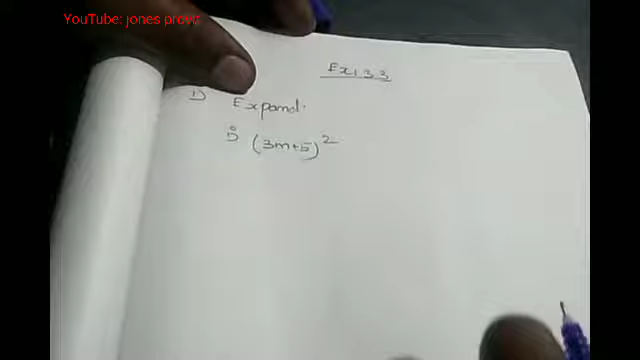 YouTube: jones provir
Ex 1.3.3
1) Expand.
i) (3m+5)²